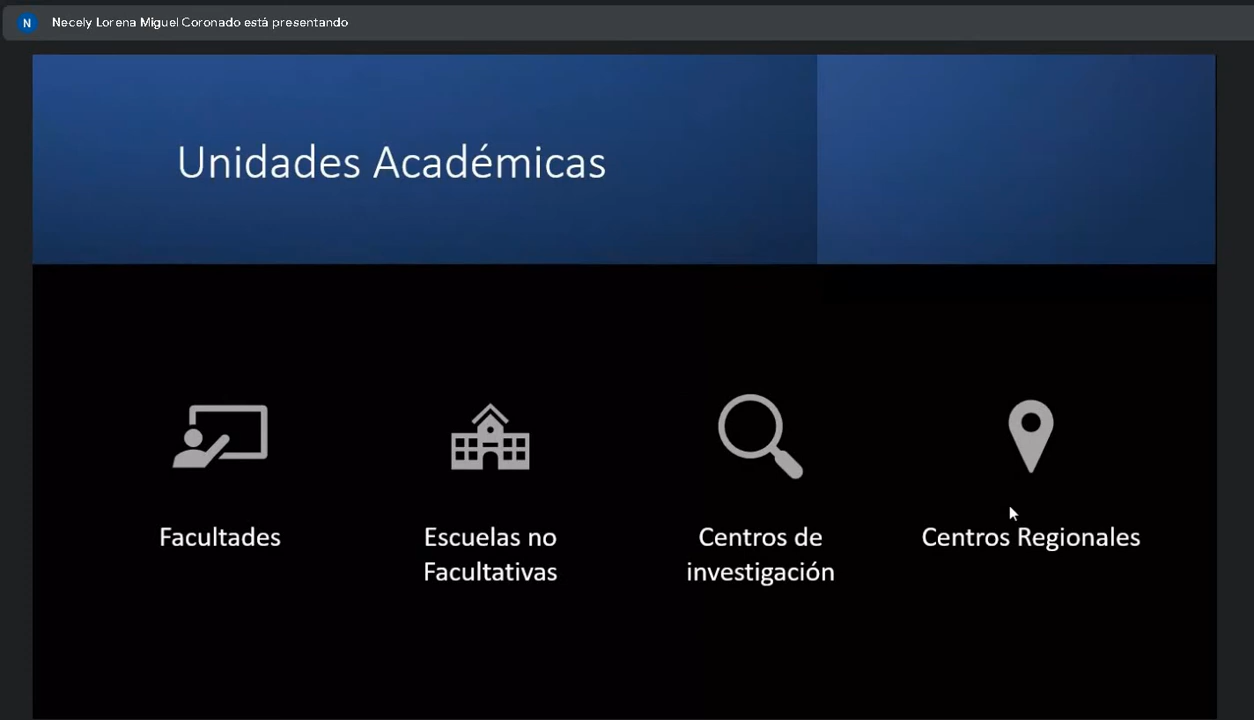 N
Necely Lorena Miguel Coronado está presentando
Unidades Académicas
Facultades
Escuelas no
Facultativas
Centros de
investigación
Centros Regionales